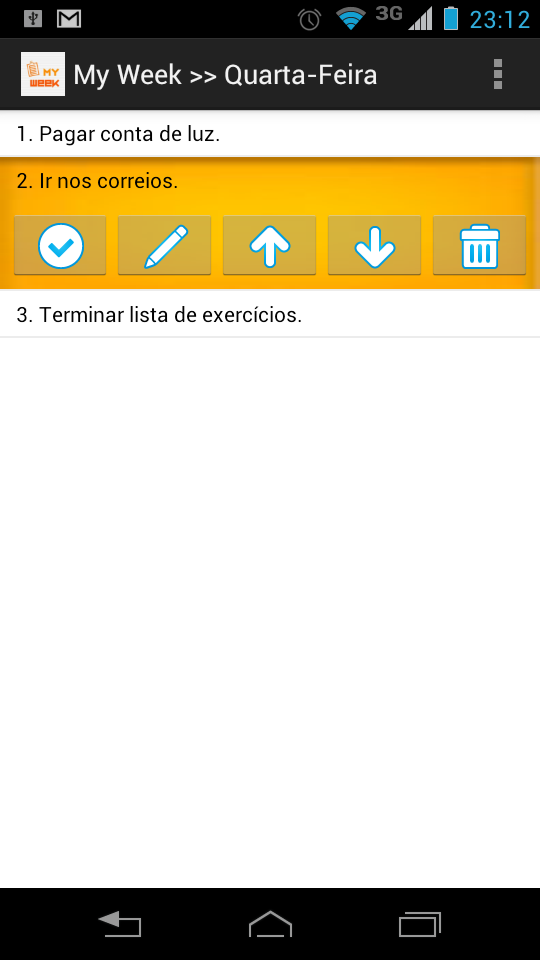 3G 23:12
MY WEEK My Week >> Quarta-Feira
1. Pagar conta de luz.
2. Ir nos correios.
3. Terminar lista de exercícios.